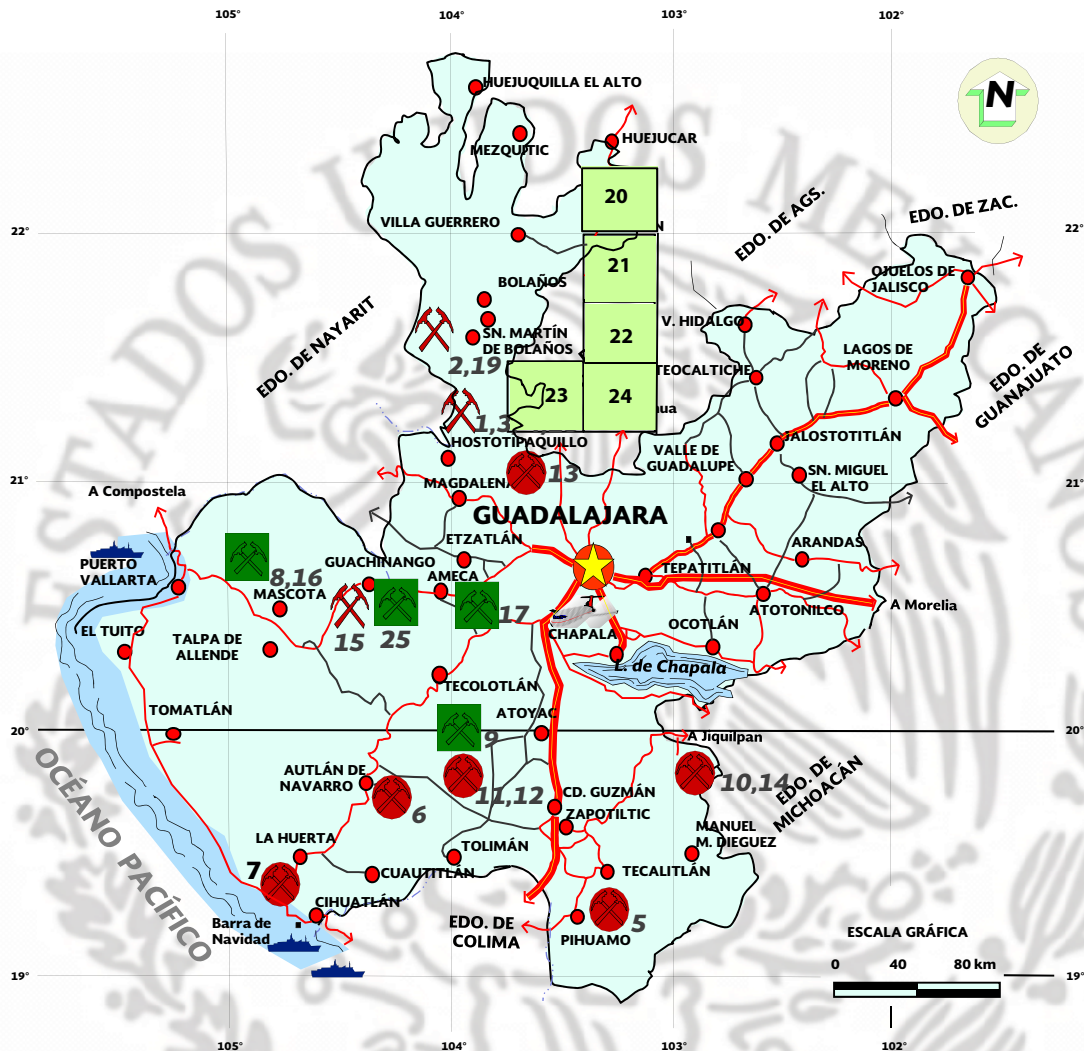 105°
104°
103°
102°
HUEJUQUILLA EL ALTO
N
MEZQUITIC
HUEJUCAR
20
EDO. DE AGS.
EDO. DE ZAC.
VILLA GUERRERO
N
22°
22°
21
OJUELOS DE
JALISCO
BOLAÑOS
EDO. DE NAYARIT
V. HIDALGO
SN. MARTÍN
DE BOLAÑOS
22
LAGOS DE
MORENO
EDO. DE
GUANAJUATO
2,19
TEOCALTICHE
23
24
1,3
hua
HOSTOTIPAQUILLO
JALOSTOTITLÁN
VALLE DE
GUADALUPE
SN. MIGUEL
EL ALTO
13
21°
21°
MAGDALENA
A Compostela
GUADALAJARA
ETZATLÁN
ARANDAS
PUERTO
VALLARTA
GUACHINANGO
AMECA
TEPATITLÁN
8,16
MASCOTA
ATOTONILCO
A Morelia
17
15
25
EL TUITO
TALPA DE
ALLENDE
CHAPALA
OCOTLÁN
L. de Chapala
TECOLOTLÁN
TOMATLÁN
ATOYAC
20°
20°
9
A Jiquilpan
OCÉANO PACÍFICO
AUTLÁN DE
NAVARRO
EDO. DE
MICHOACÁN
10,14
11,12
6
CD. GUZMÁN
ZAPOTILTIC
MANUEL
M. DIEGUEZ
LA HUERTA
TOLIMÁN
7
CUAUTITLÁN
TECALITLÁN
CIHUATLÁN
Barra de
Navidad
EDO. DE
COLIMA
5
PIHUAMO
ESCALA GRÁFICA
0 40 80 km
19°
19°
105°
104°
103°
102°
ESTADOS UNIDOS MEXICANOS